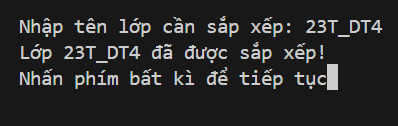 Nhập tên lớp cần sắp xếp: 23T_DT4
Lớp 23T_DT4 đã được sắp xếp!
Nhấn phím bất kì để tiếp tục